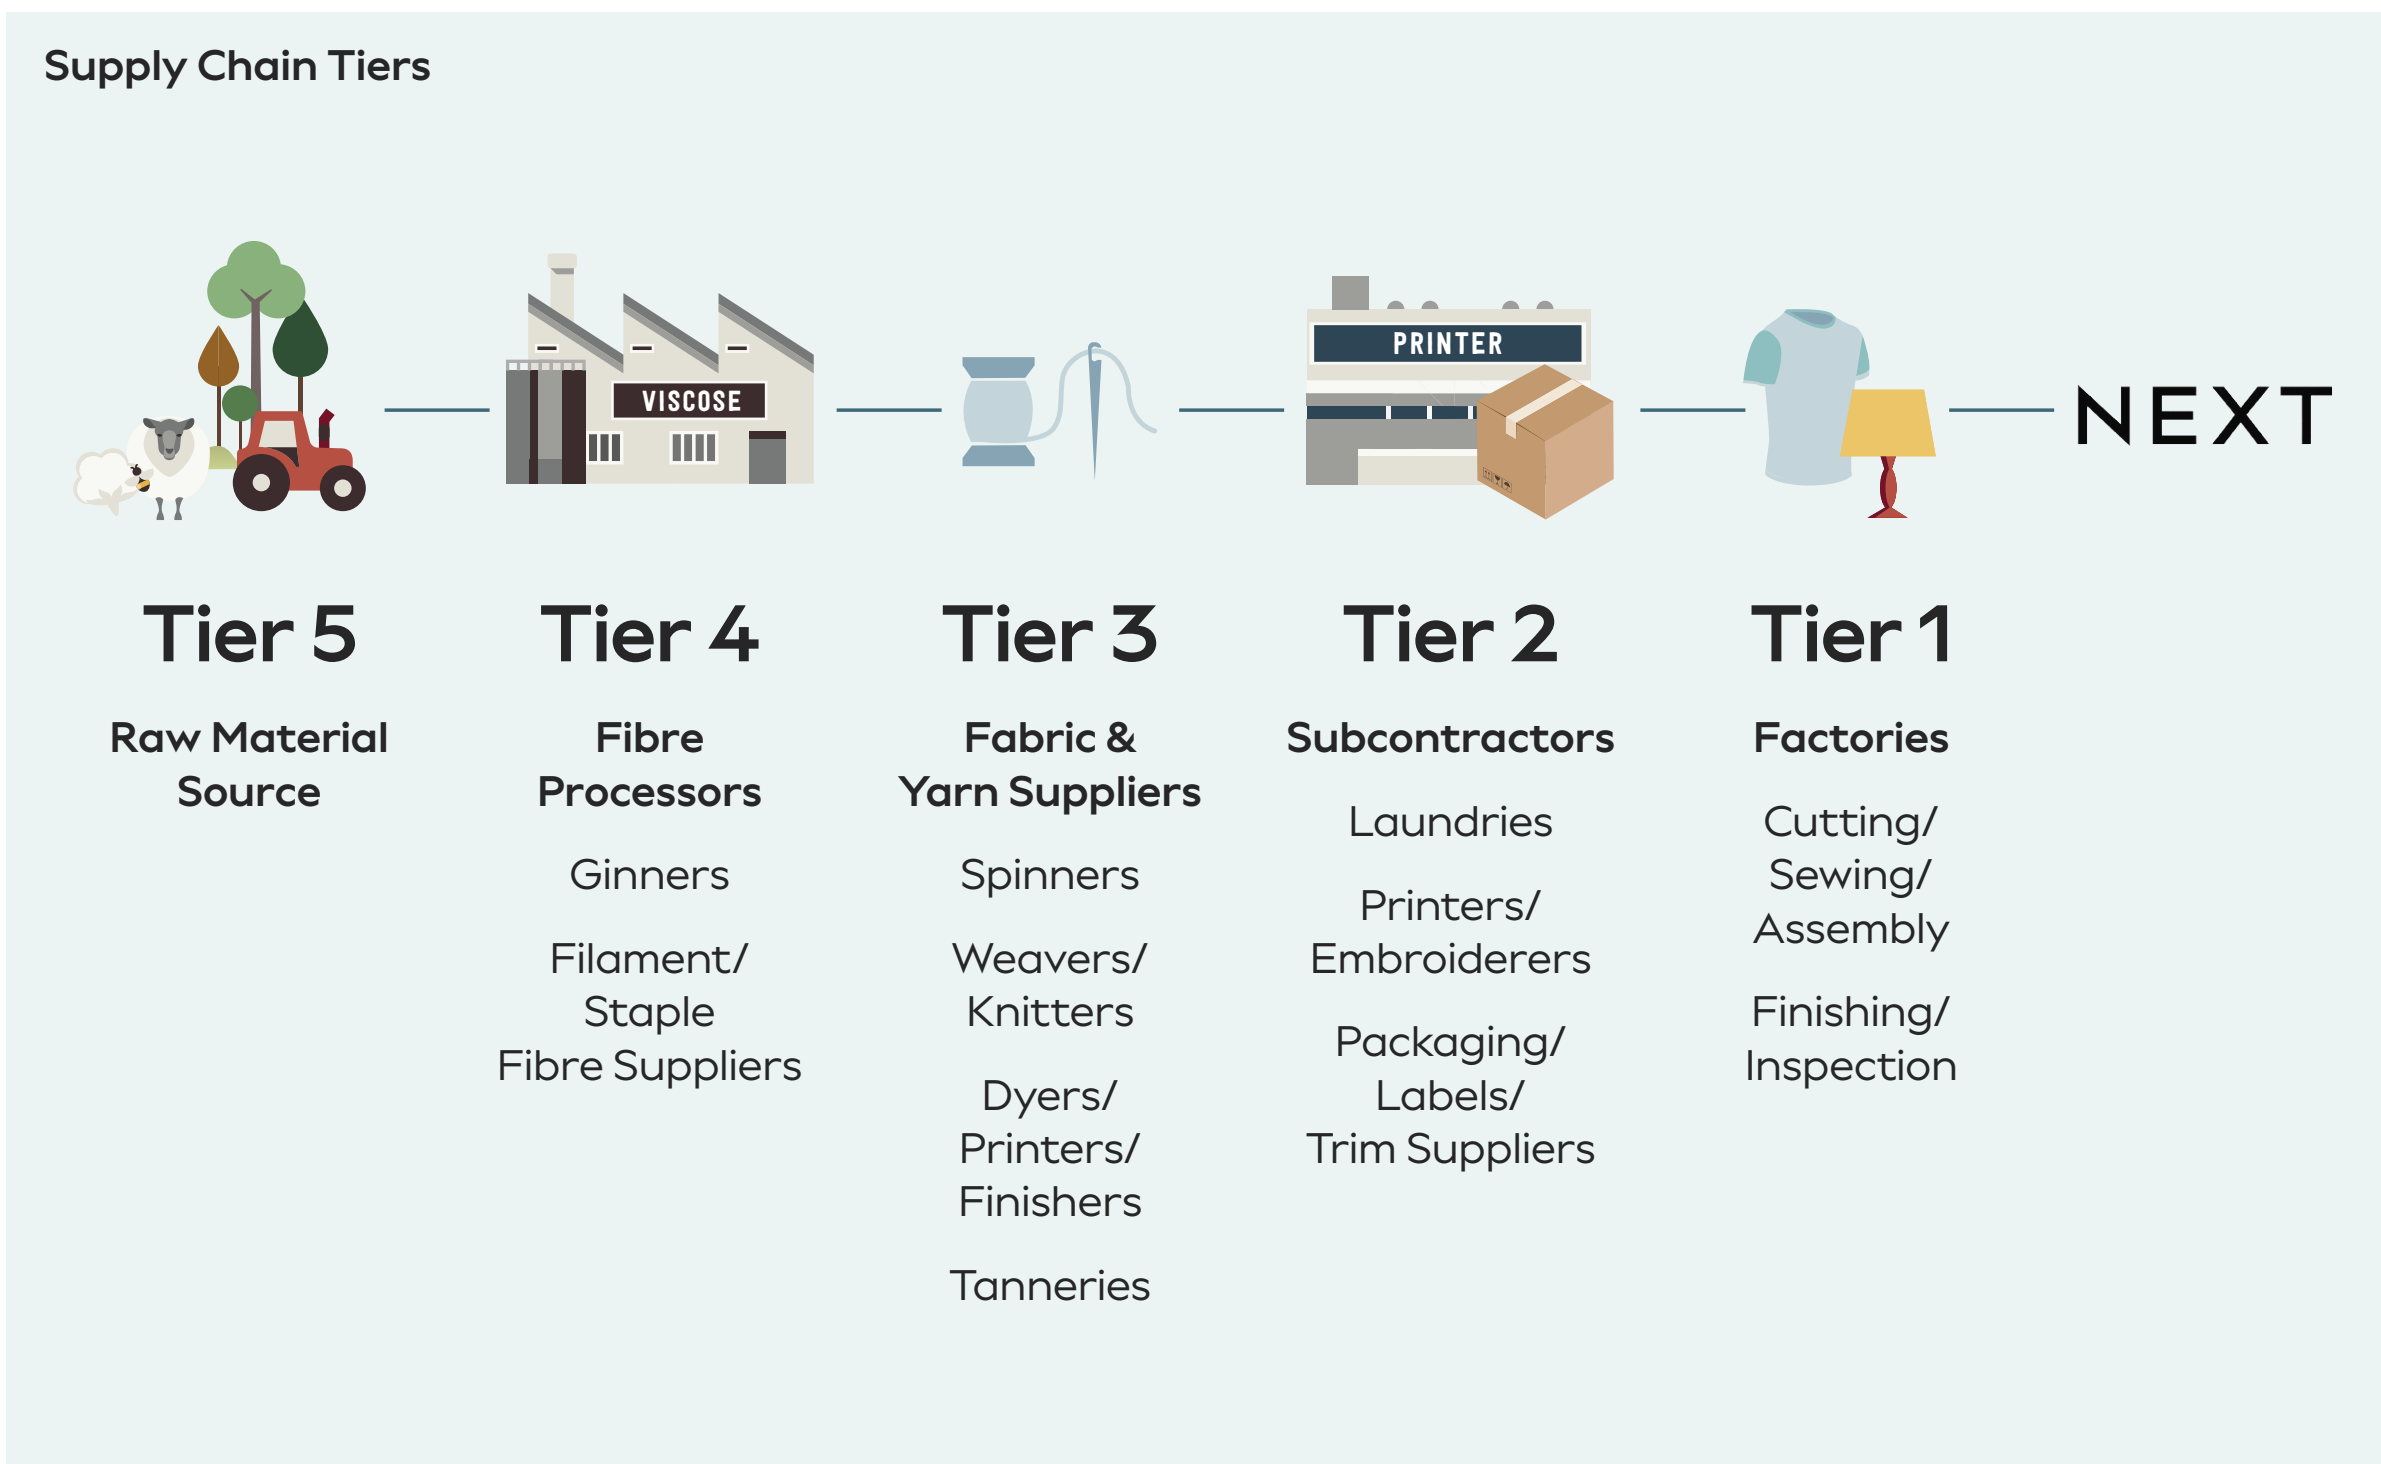 Supply Chain Tiers
VISCOSE
PRINTER
NEXT
Tier 5
Raw Material
Source
Tier 4
Fibre
Processors
Ginners
Filament/
Staple
Fibre Suppliers
Tier 3
Fabric &
Yarn Suppliers
Spinners
Weavers/
Knitters
Dyers/
Printers/
Finishers
Tanneries
Tier 2
Subcontractors
Laundries
Printers/
Embroiderers
Packaging/
Labels/
Trim Suppliers
Tier 1
Factories
Cutting/
Sewing/
Assembly
Finishing/
Inspection